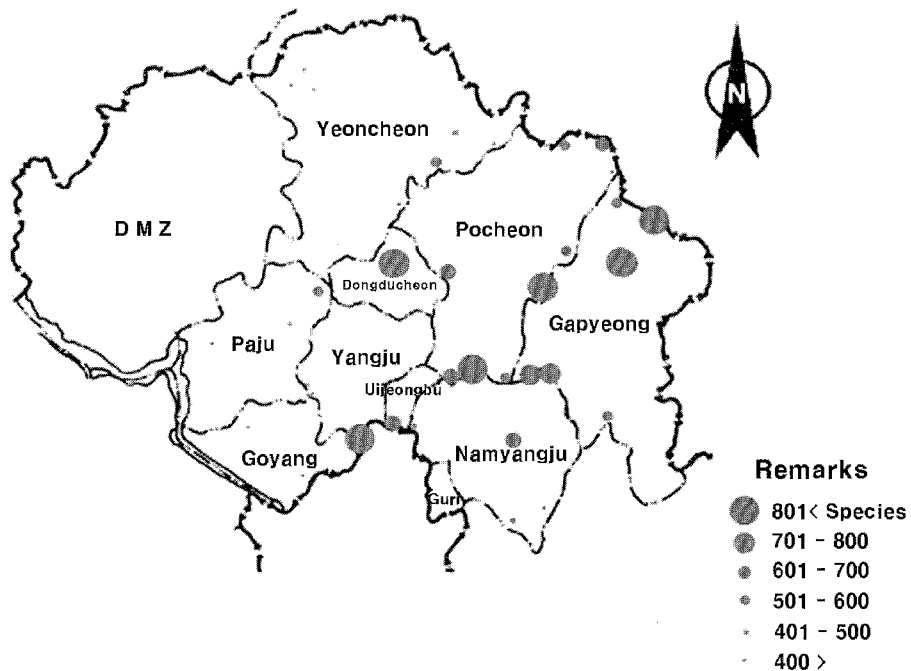 N
Yeoncheon
D M Z
Pocheon
Dongducheon
Gapyeong
Paju
Yangju
Uijeongbu
Goyang
Namyangju
Guri
Remarks
801< Species
701 - 800
601 - 700
501 - 600
401 - 500
400 >